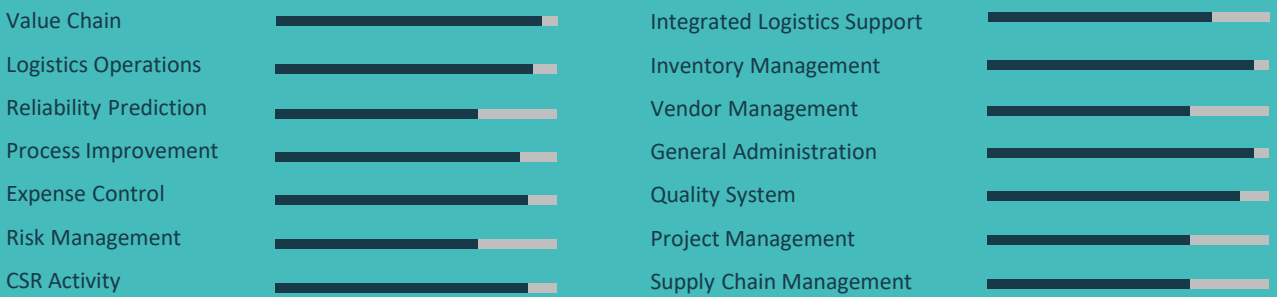 Value Chain
Logistics Operations
Reliability Prediction
Process Improvement
Expense Control
Risk Management
CSR Activity
Integrated Logistics Support
Inventory Management
Vendor Management
General Administration
Quality System
Project Management
Supply Chain Management